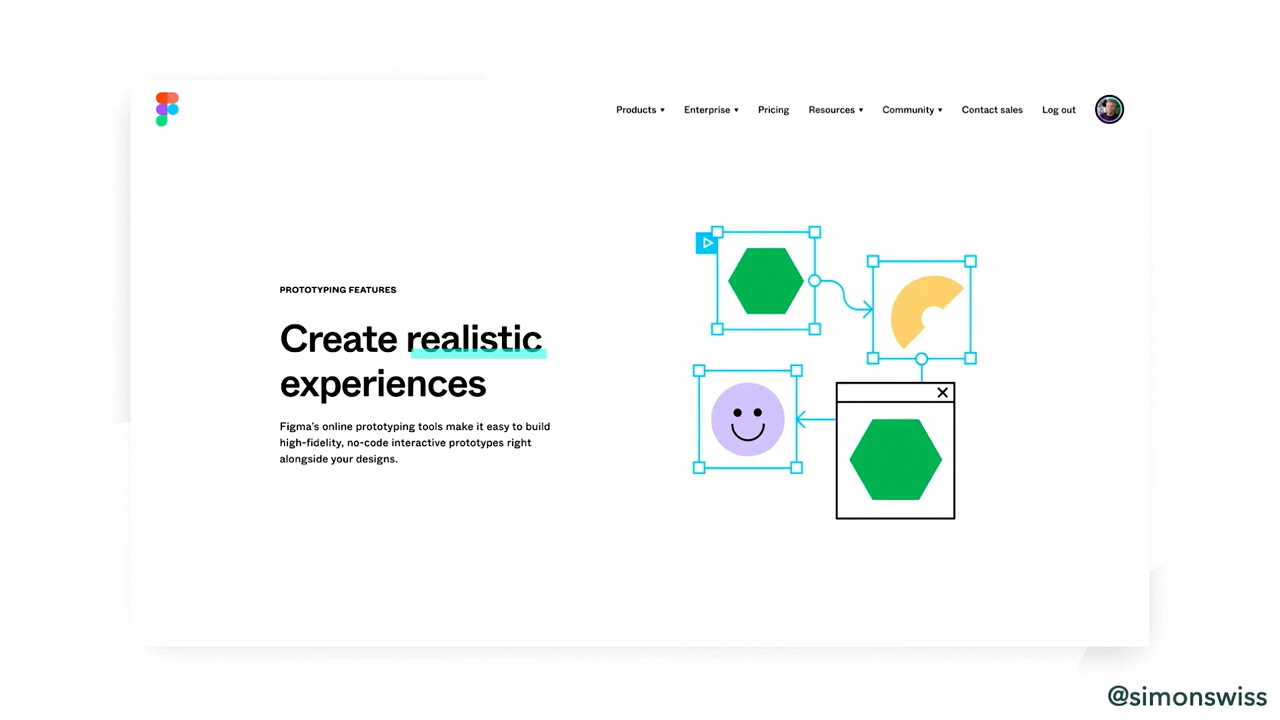 Products ▾ Enterprise ▾ Pricing Resources ▾ Community ▾ Contact sales Log out
PROTOTYPING FEATURES
Create realistic
experiences
Figma's online prototyping tools make it easy to build
high-fidelity, no-code interactive prototypes right
alongside your designs.
@simonswiss